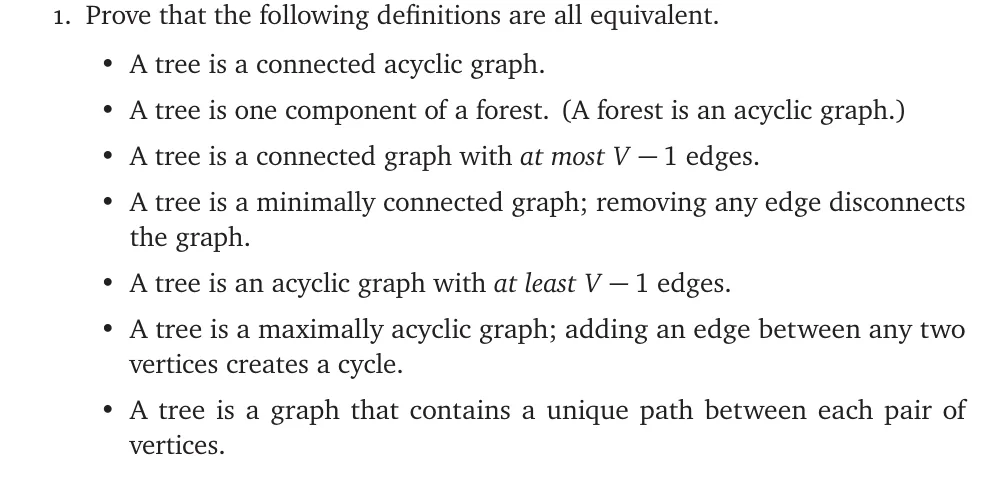 1. Prove that the following definitions are all equivalent.
• A tree is a connected acyclic graph.
• A tree is one component of a forest. (A forest is an acyclic graph.)
• A tree is a connected graph with at most V − 1 edges.
• A tree is a minimally connected graph; removing any edge disconnects
the graph.
• A tree is an acyclic graph with at least V − 1 edges.
• A tree is a maximally acyclic graph; adding an edge between any two
vertices creates a cycle.
• A tree is a graph that contains a unique path between each pair of
vertices.